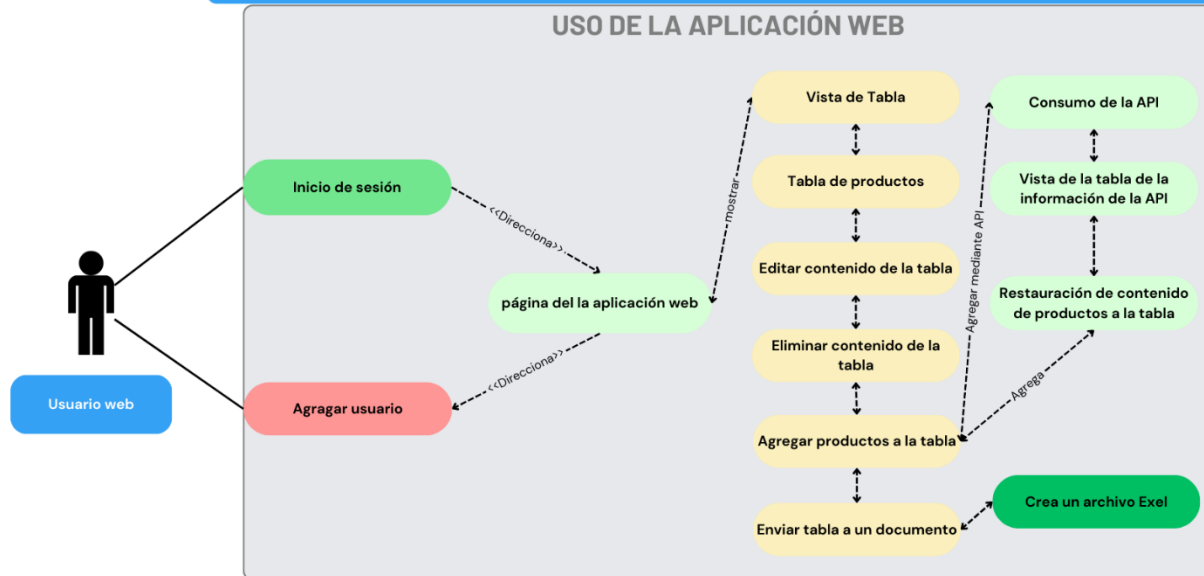 USO DE LA APLICACIÓN WEB
Vista de Tabla
Consumo de la API
Inicio de sesión
Tabla de productos
Vista de la tabla de la
información de la API
<<Direcciona>>
mostrar
Editar contenido de la tabla
Agregar mediante API
página del la aplicación web
Restauración de contenido
de productos a la tabla
Eliminar contenido de la
tabla
<<Direcciona>>
Agrega
Usuario web
Agragar usuario
Agregar productos a la tabla
Enviar tabla a un documento
Crea un archivo Exel